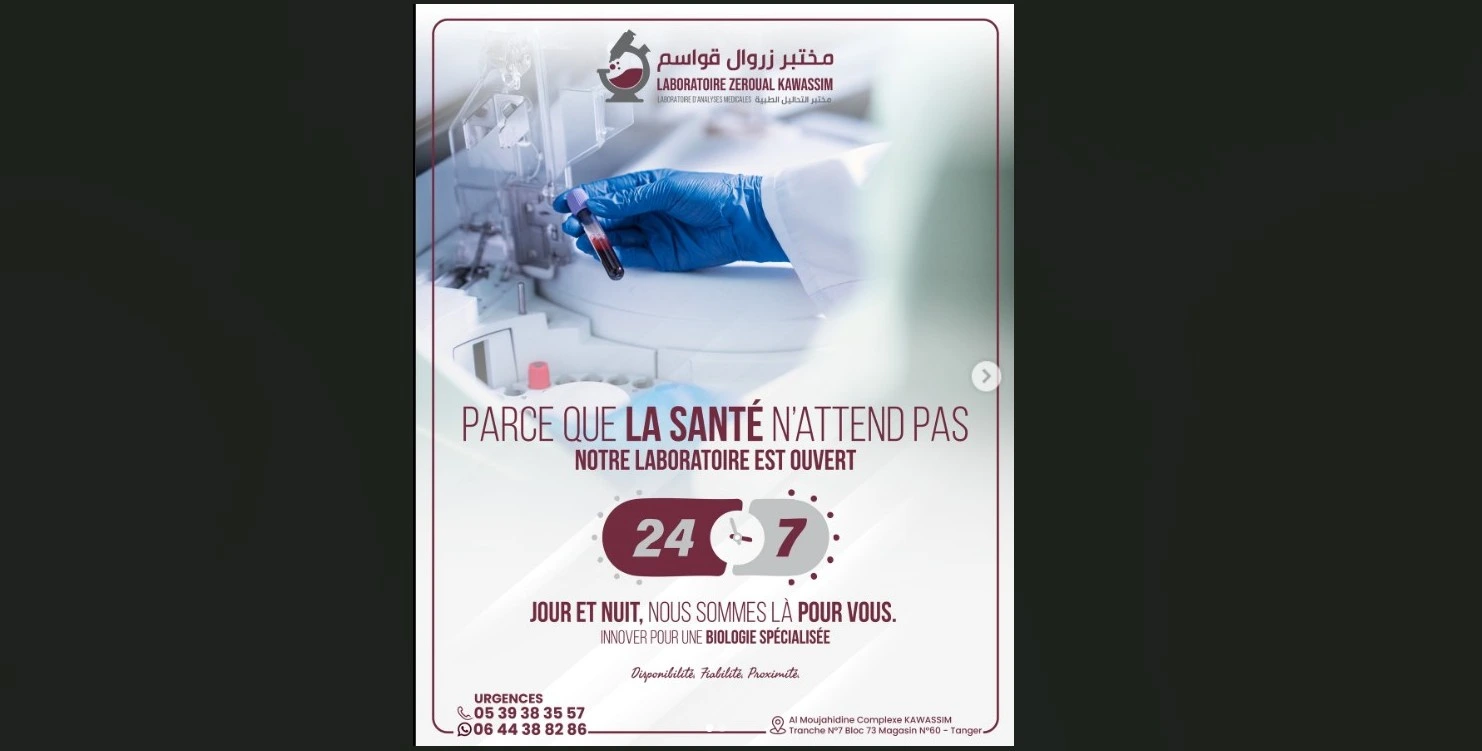 مختبر زروال قواسم
LABORATOIRE ZEROUAL KAWASSIM
LABORATOIRE D'ANALYSES MEDICALES مختبر التحاليل الطبية
PARCE QUE LA SANTÉ N'ATTEND PAS
NOTRE LABORATOIRE EST OUVERT
24 7
JOUR ET NUIT, NOUS SOMMES LÀ POUR VOUS.
INNOVER POUR UNE BIOLOGIE SPÉCIALISÉE
Disponibilité, Fiabilité, Proximité.
URGENCES
05 39 38 35 57
06 44 38 82 86
Al Moujahidine Complexe KAWASSIM
Tranche N°7 Bloc 73 Magasin N°60 - Tanger